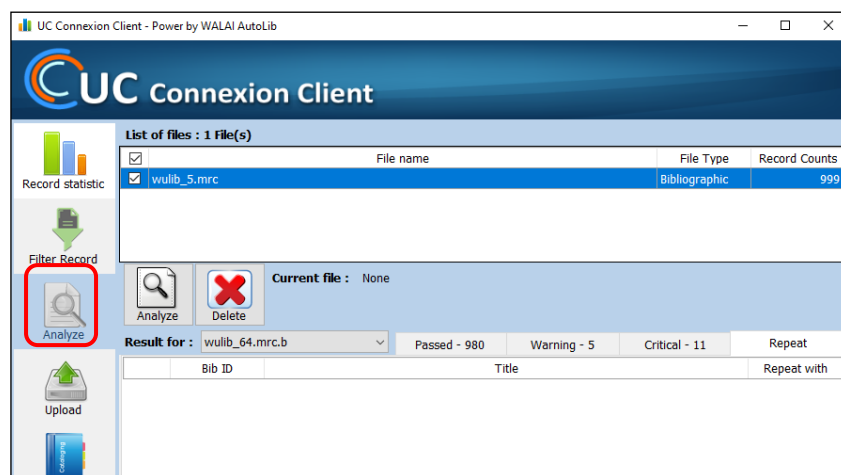 UC Connexion Client - Power by WALAI AutoLib
UC Connexion Client
List of files : 1 File(s)
File name File Type Record Counts
wulib_5.mrc Bibliographic 999
Record statistic
Filter Record
Analyze
Upload
Cataloging
Analyze Delete
Current file : None
Result for : wulib_64.mrc.b Passed - 980 Warning - 5 Critical - 11 Repeat
Bib ID Title Repeat with